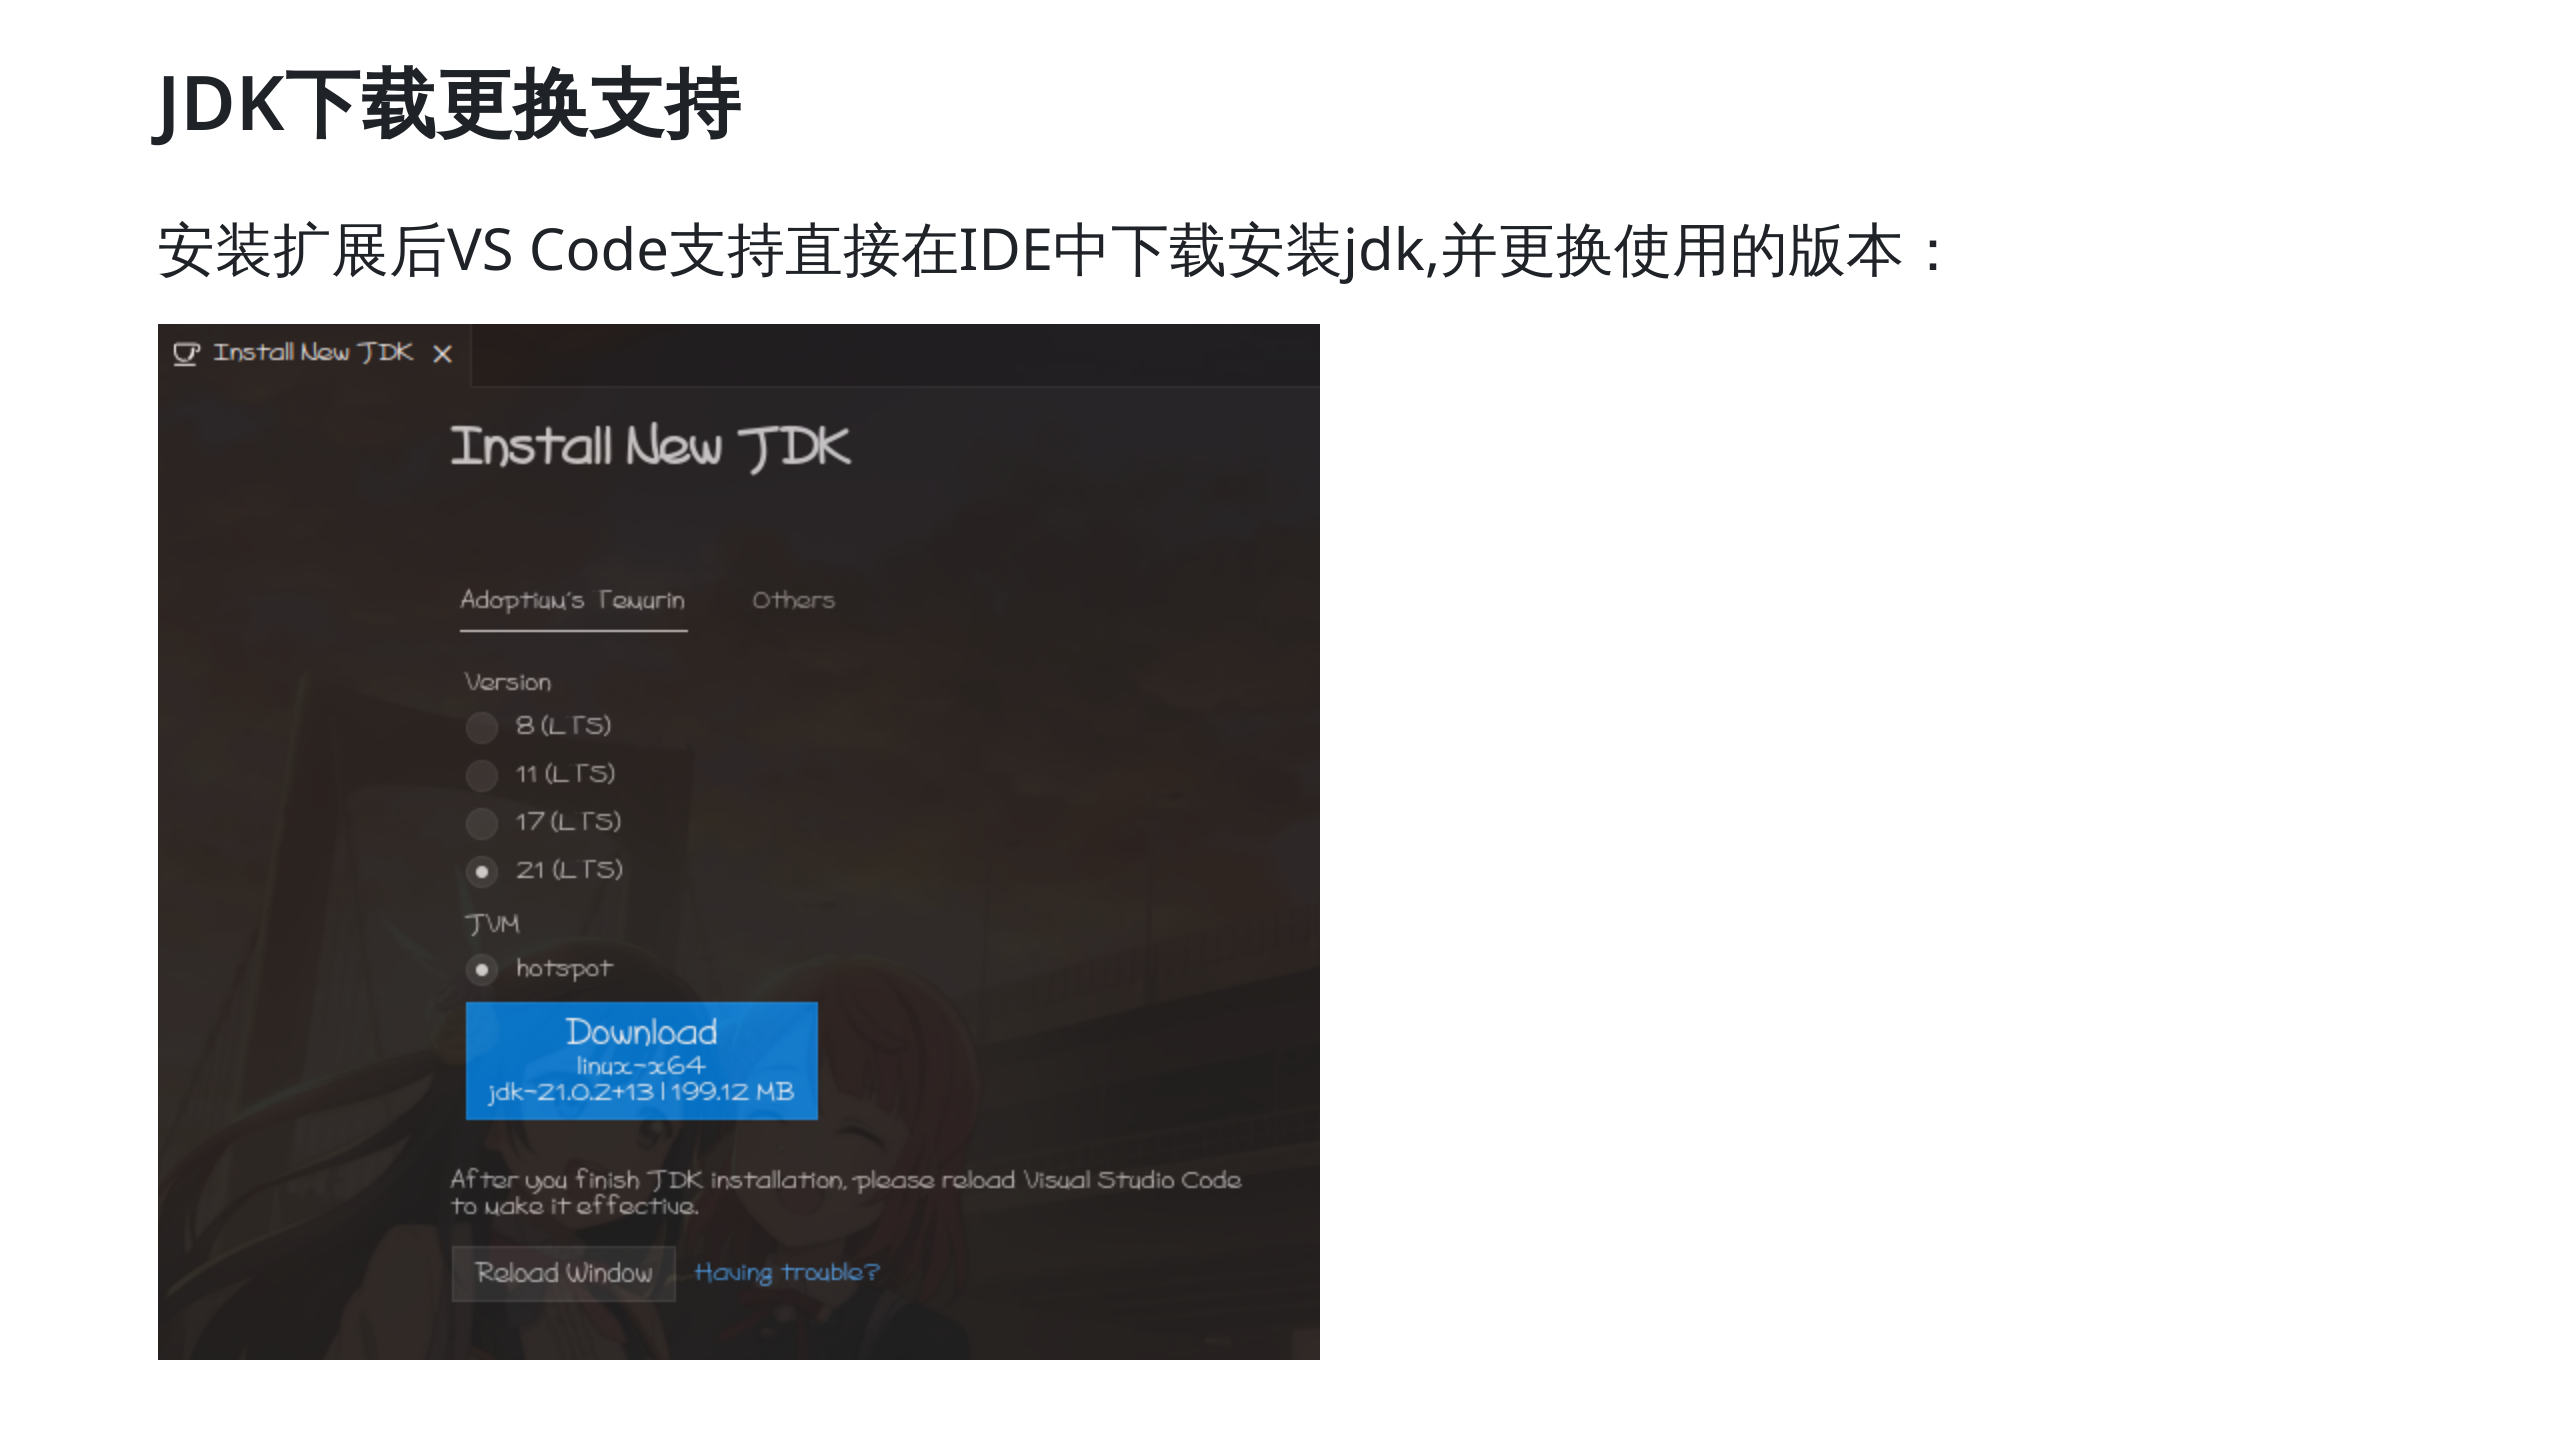 JDK下载更换支持
安装扩展后VS Code支持直接在IDE中下载安装jdk,并更换使用的版本：
Install New JDK ×
Install New JDK
Adoptium's Temurin Others
Version
8 (LTS)
11 (LTS)
17 (LTS)
21 (LTS)
JVM
hotspot
Download
linux-x64
jdk-21.0.2+13 | 199.12 MB
After you finish JDK installation, please reload Visual Studio Code
to make it effective.
Reload Window Having trouble?